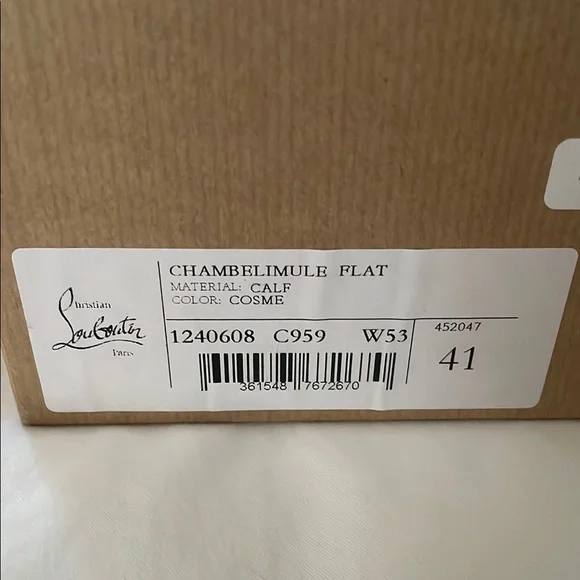 Christian
Louboutin
Paris
CHAMBELIMULE FLAT
MATERIAL: CALF
COLOR: COSME
1240608 C959 W53
361548 7672670
452047
41